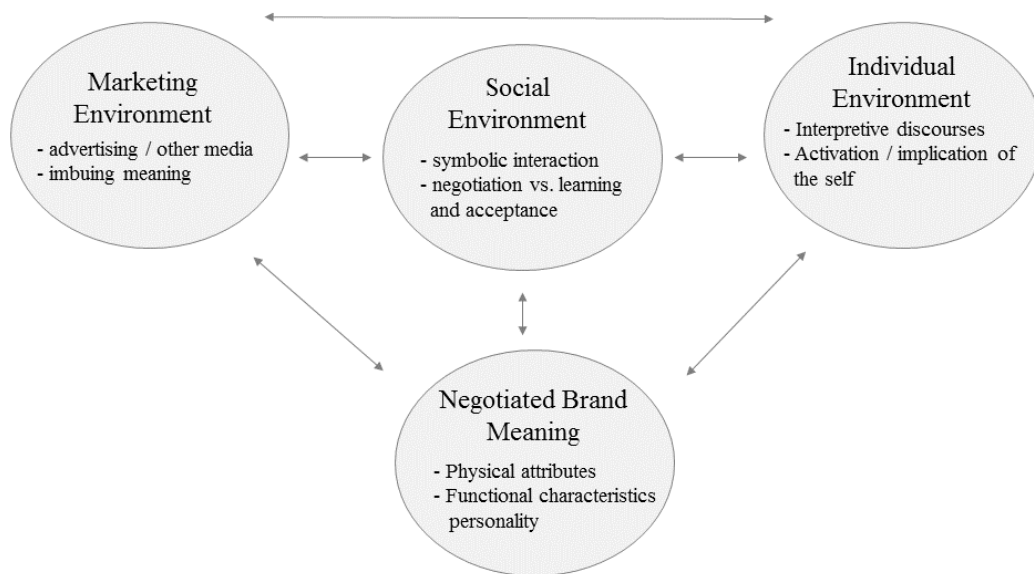 Marketing
Environment
- advertising / other media
- imbuing meaning
Social
Environment
- symbolic interaction
- negotiation vs. learning
and acceptance
Individual
Environment
- Interpretive discourses
- Activation / implication of
the self
Negotiated Brand
Meaning
- Physical attributes
- Functional characteristics
personality